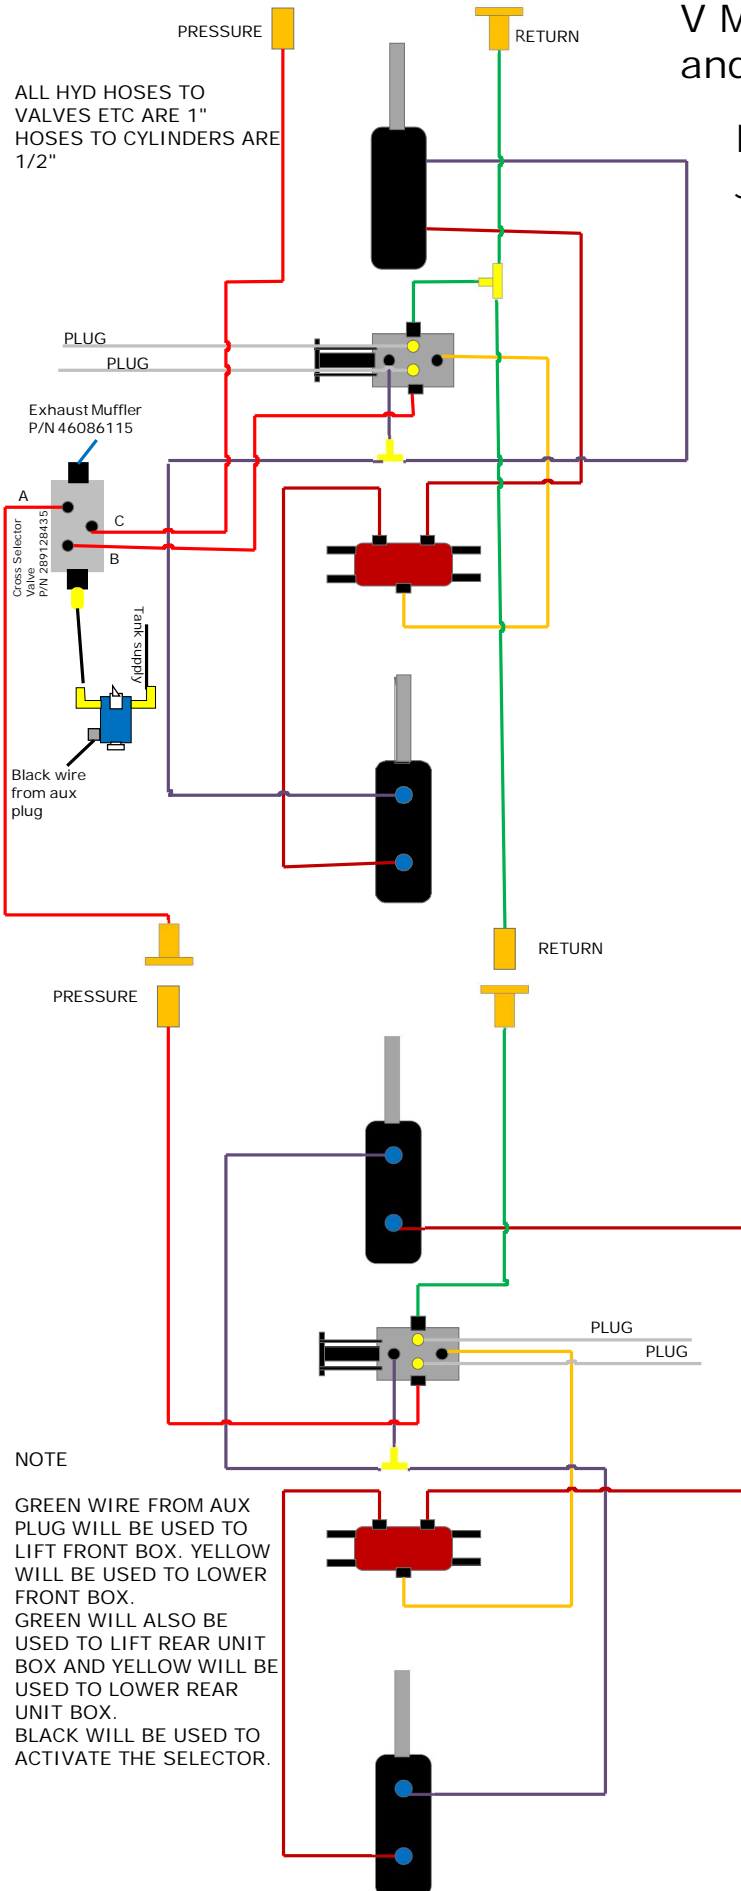 PRESSURE
RETURN
V M
and
ALL HYD HOSES TO
VALVES ETC ARE 1"
HOSES TO CYLINDERS ARE
1/2"
PLUG
PLUG
Exhaust Muffler
P/N 46086115
A
C
B
Cross Selector
Valve
P/N 289128435
Tank supply
Black wire
from aux
plug
RETURN
PRESSURE
PLUG
PLUG
NOTE
GREEN WIRE FROM AUX
PLUG WILL BE USED TO
LIFT FRONT BOX. YELLOW
WILL BE USED TO LOWER
FRONT BOX.
GREEN WILL ALSO BE
USED TO LIFT REAR UNIT
BOX AND YELLOW WILL BE
USED TO LOWER REAR
UNIT BOX.
BLACK WILL BE USED TO
ACTIVATE THE SELECTOR.